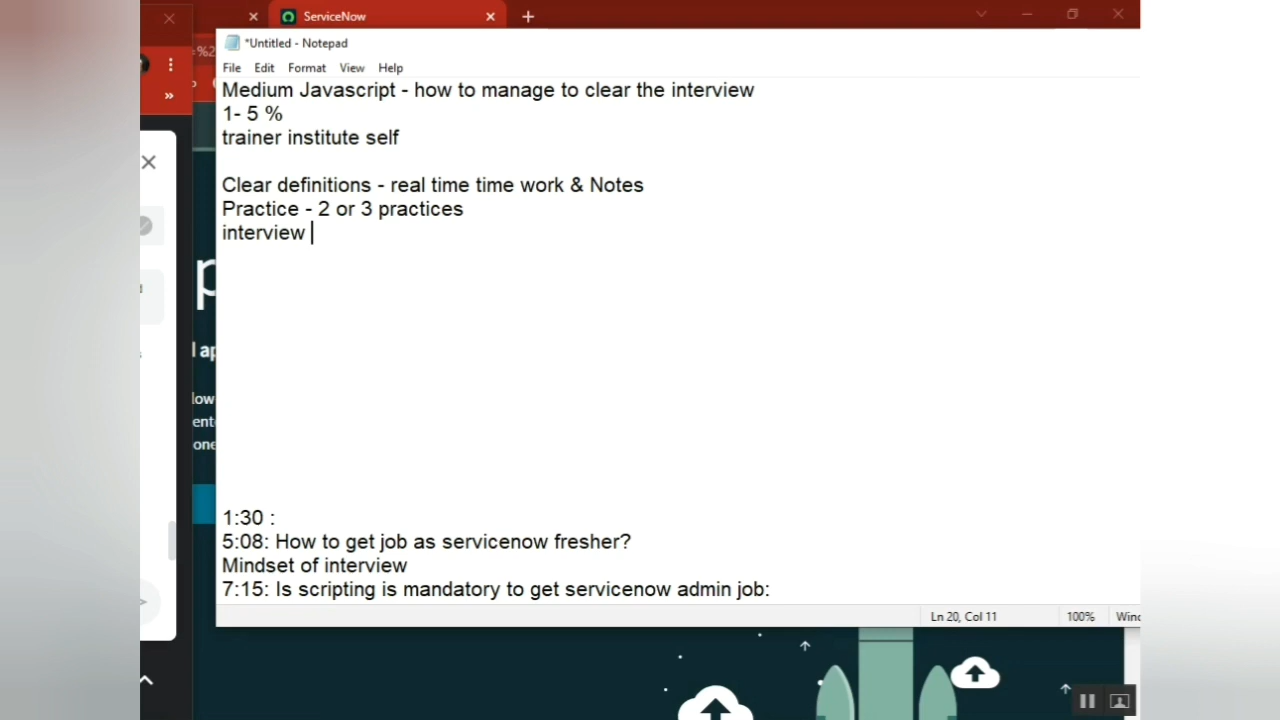 ServiceNow
*Untitled - Notepad
File Edit Format View Help
Medium Javascript - how to manage to clear the interview
1- 5 %
trainer institute self
Clear definitions - real time time work & Notes
Practice - 2 or 3 practices
interview
1:30 :
5:08: How to get job as servicenow fresher?
Mindset of interview
7:15: Is scripting is mandatory to get servicenow admin job:
Ln 20, Col 11 100% Winc